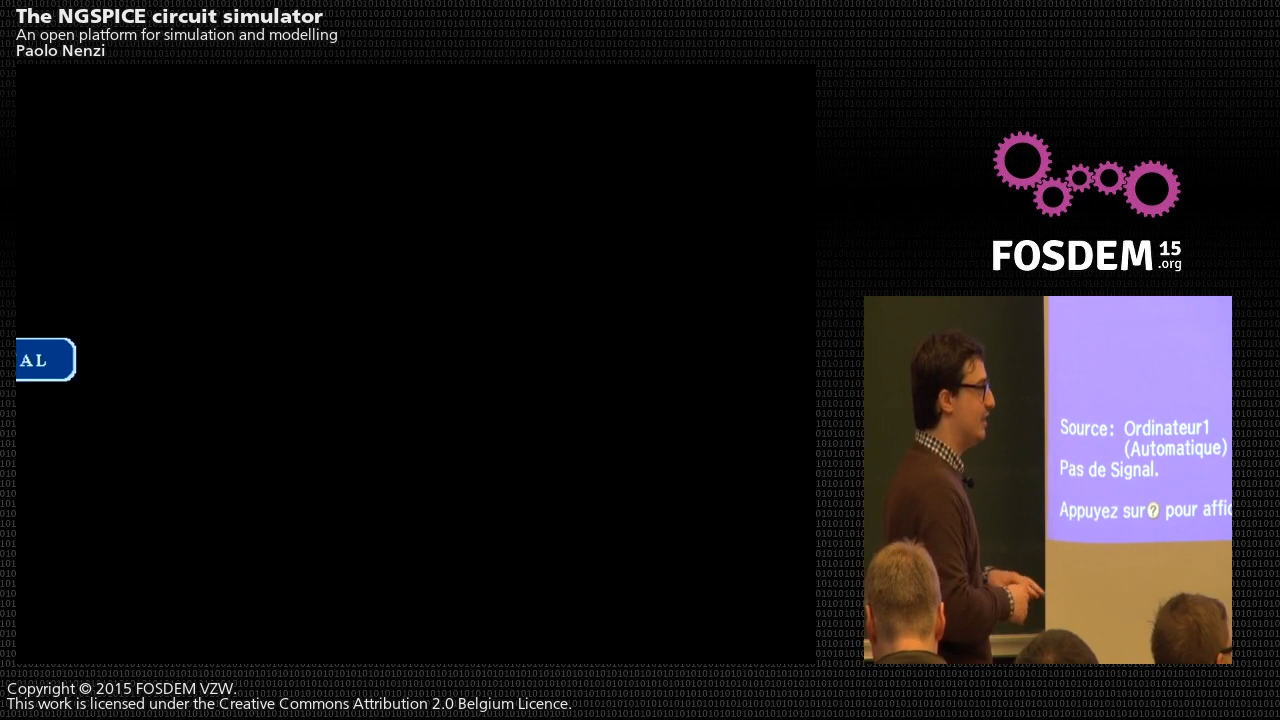 The NGSPICE circuit simulator
An open platform for simulation and modelling
Paolo Nenzi
FOSDEM 15
.org
AL
Source: Ordinateur1
(Automatique)
Pas de Signal.
Appuyez sur ? pour affic
Copyright © 2015 FOSDEM VZW.
This work is licensed under the Creative Commons Attribution 2.0 Belgium Licence.